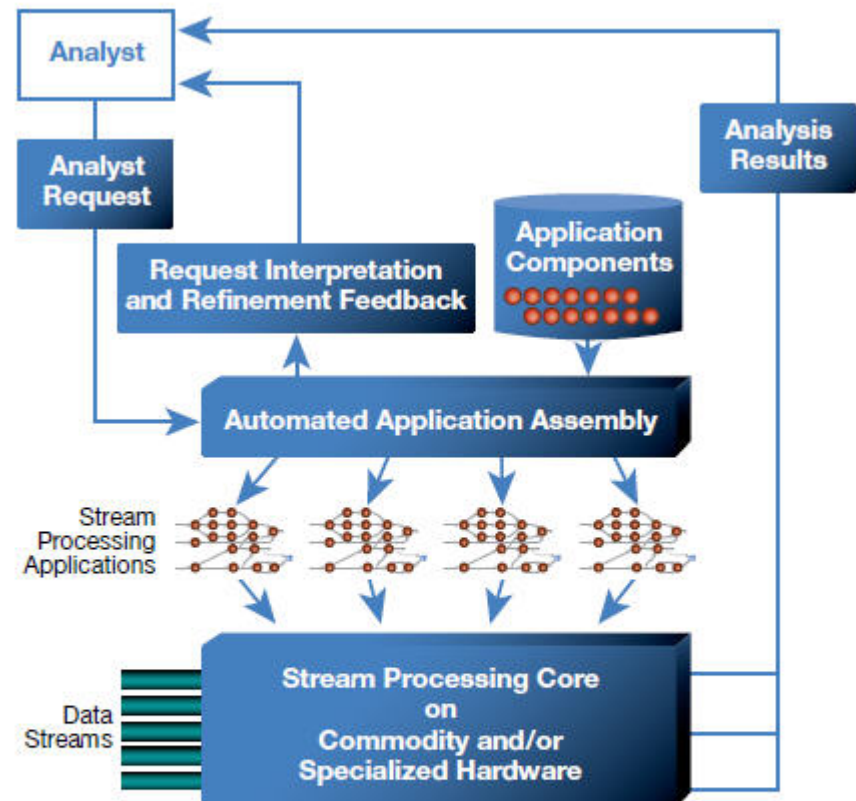 Analyst
Analyst
Request
Analysis
Results
Application
Components
Request Interpretation
and Refinement Feedback
Automated Application Assembly
Stream
Processing
Applications
Data
Streams
Stream Processing Core
on
Commodity and/or
Specialized Hardware